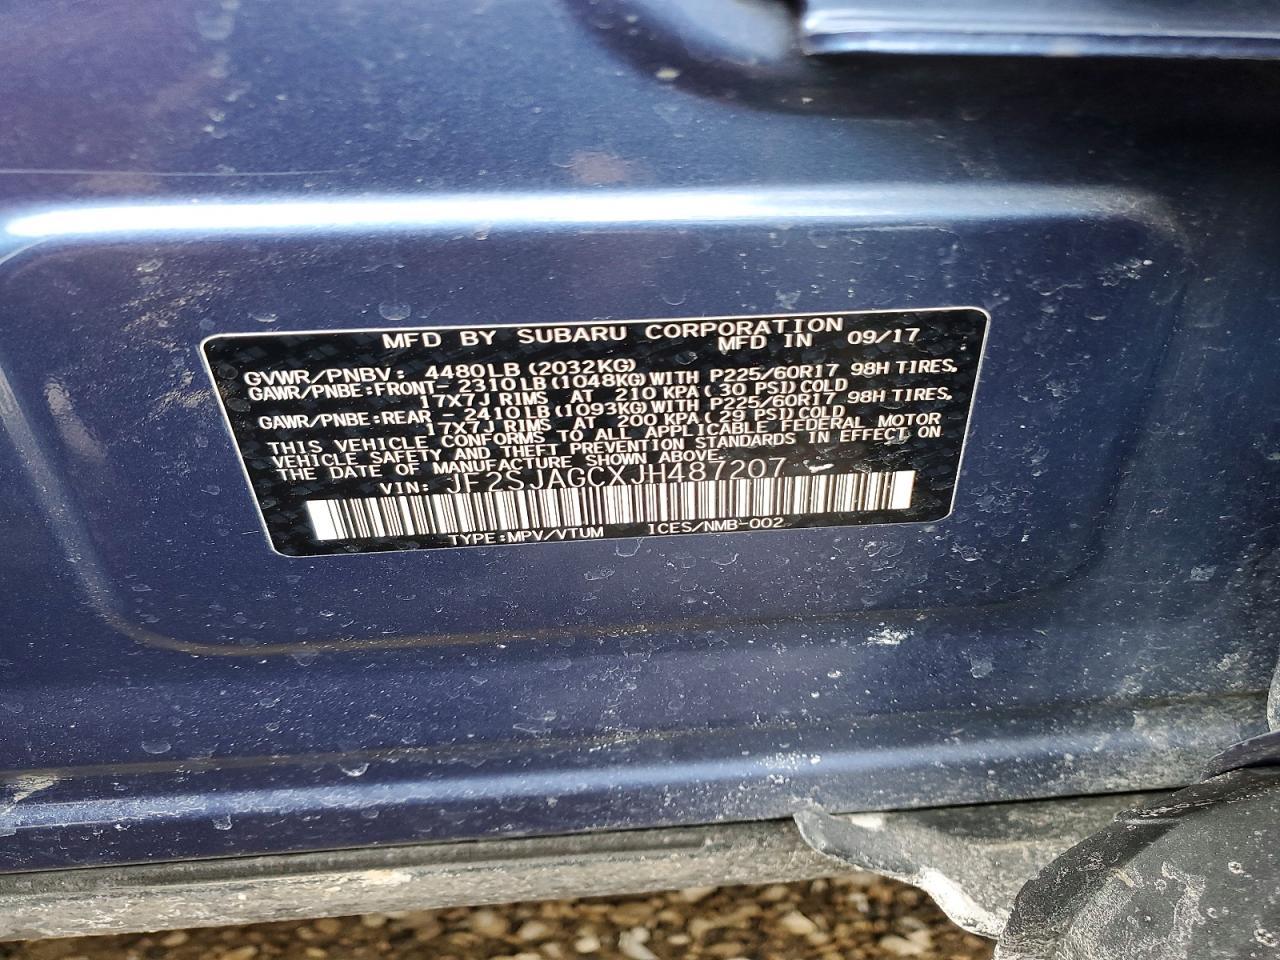 MFD BY SUBARU CORPORATION
MFD IN 09/17
GVWR/PNBV: 4480LB(2032KG)
GAWR/PNBE:FRONT-2310LB(1048KG)WITH P225/60R17 98H TIRES.
17X7J RIMS AT 210 KPA(30 PSI)COLD
GAWR/PNBE:REAR -2410LB(1093KG)WITH P225/60R17 98H TIRES.
17X7J RIMS AT 200 KPA(29 PSI)COLD
THIS VEHICLE CONFORMS TO ALL APPLICABLE FEDERAL MOTOR
VEHICLE SAFETY AND THEFT PREVENTION STANDARDS IN EFFECT ON
THE DATE OF MANUFACTURE SHOWN ABOVE.
VIN: JF2SJAGCXJH487207
TYPE:MPV/VTUM ICES/NMB-002